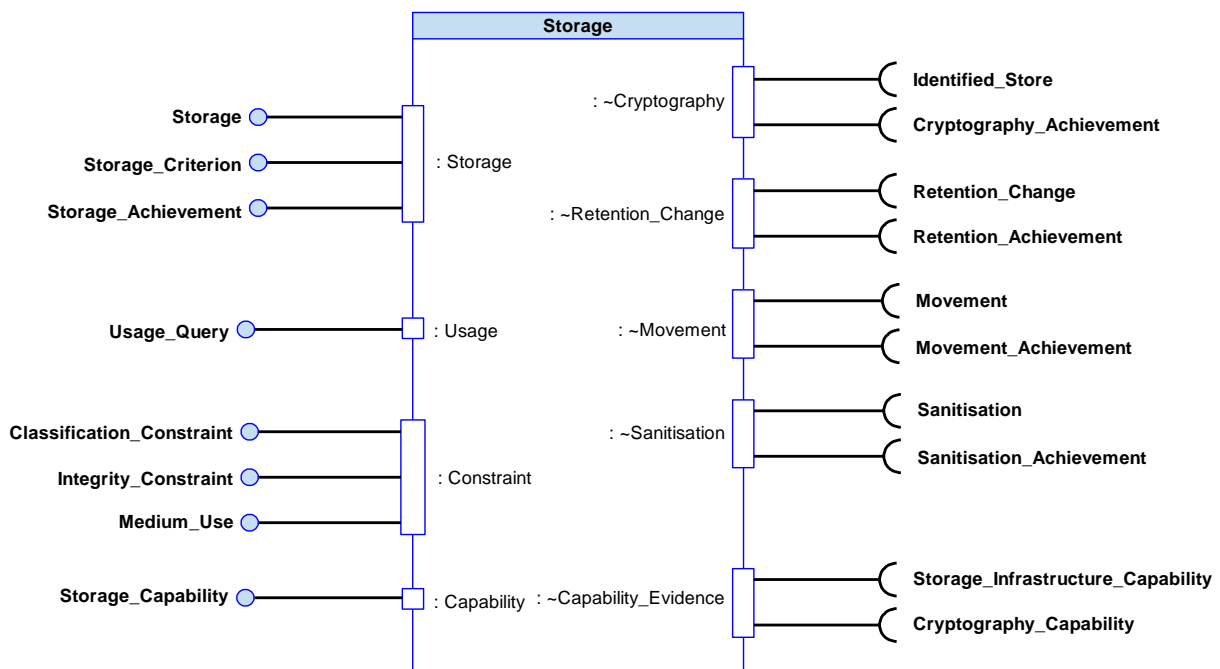 Storage
Storage
Storage_Criterion
Storage_Achievement
: Storage
Usage_Query
: Usage
Classification_Constraint
Integrity_Constraint
Medium_Use
: Constraint
Storage_Capability
: Capability
: ~Cryptography
Identified_Store
Cryptography_Achievement
: ~Retention_Change
Retention_Change
Retention_Achievement
: ~Movement
Movement
Movement_Achievement
: ~Sanitisation
Sanitisation
Sanitisation_Achievement
: ~Capability_Evidence
Storage_Infrastructure_Capability
Cryptography_Capability